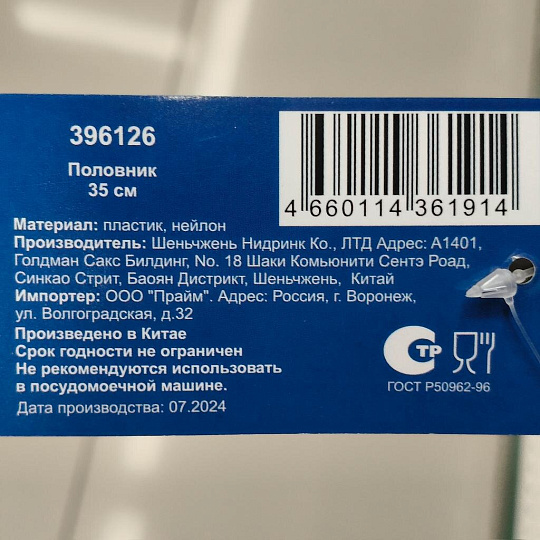 396126
Половник
35 см
4 660114 361914
Материал: пластик, нейлон
Производитель: Шеньчжень Нидринк Ко., ЛТД Адрес: А1401,
Голдман Сакс Билдинг, No. 18 Шаки Комьюнити Сентэ Роад,
Синкао Стрит, Баоян Дистрикт, Шеньчжень, Китай
Импортер: ООО "Прайм". Адрес: Россия, г. Воронеж,
ул. Волгоградская, д.32
Произведено в Китае
Срок годности не ограничен
Не рекомендуются использовать
в посудомоечной машине.
Дата производства: 07.2024
СТР
ГОСТ Р50962-96